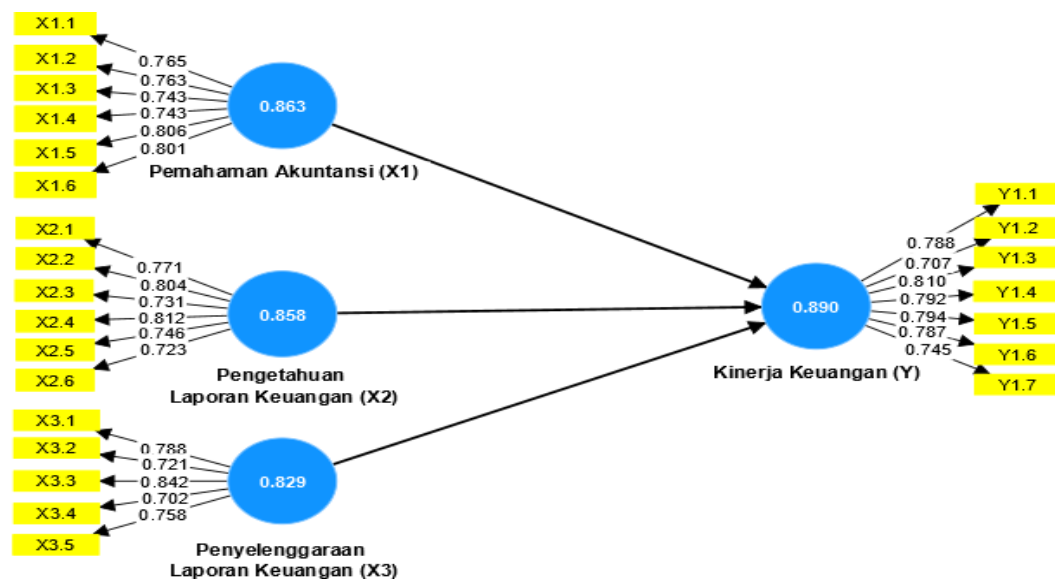 X1.1
X1.2
X1.3
X1.4
X1.5
X1.6
0.765
0.763
0.743
0.743
0.806
0.801
0.863
Pemahaman Akuntansi (X1)
X2.1
X2.2
X2.3
X2.4
X2.5
X2.6
0.771
0.804
0.731
0.812
0.746
0.723
0.858
Pengetahuan
Laporan Keuangan (X2)
X3.1
X3.2
X3.3
X3.4
X3.5
0.788
0.721
0.842
0.702
0.758
0.829
Penyelenggaraan
Laporan Keuangan (X3)
0.890
Kinerja Keuangan (Y)
0.788
0.707
0.810
0.792
0.794
0.787
0.745
Y1.1
Y1.2
Y1.3
Y1.4
Y1.5
Y1.6
Y1.7